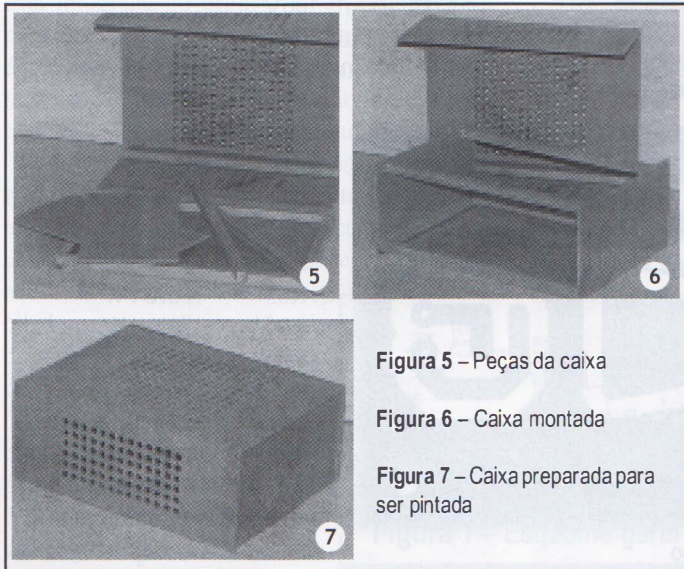 5
6
7
Figura 5 – Peças da caixa
Figura 6 – Caixa montada
Figura 7 – Caixa preparada para
ser pintada